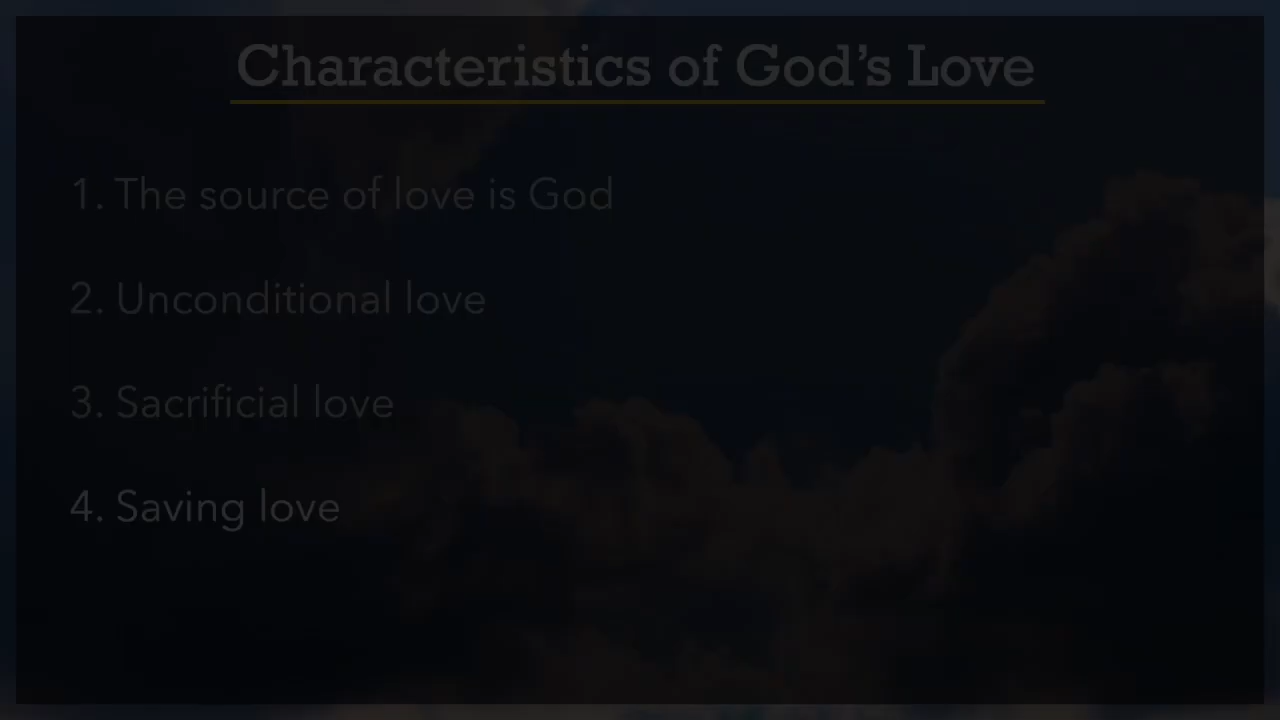 Characteristics of God’s Love
1. The source of love is God
2. Unconditional love
3. Sacrificial love
4. Saving love